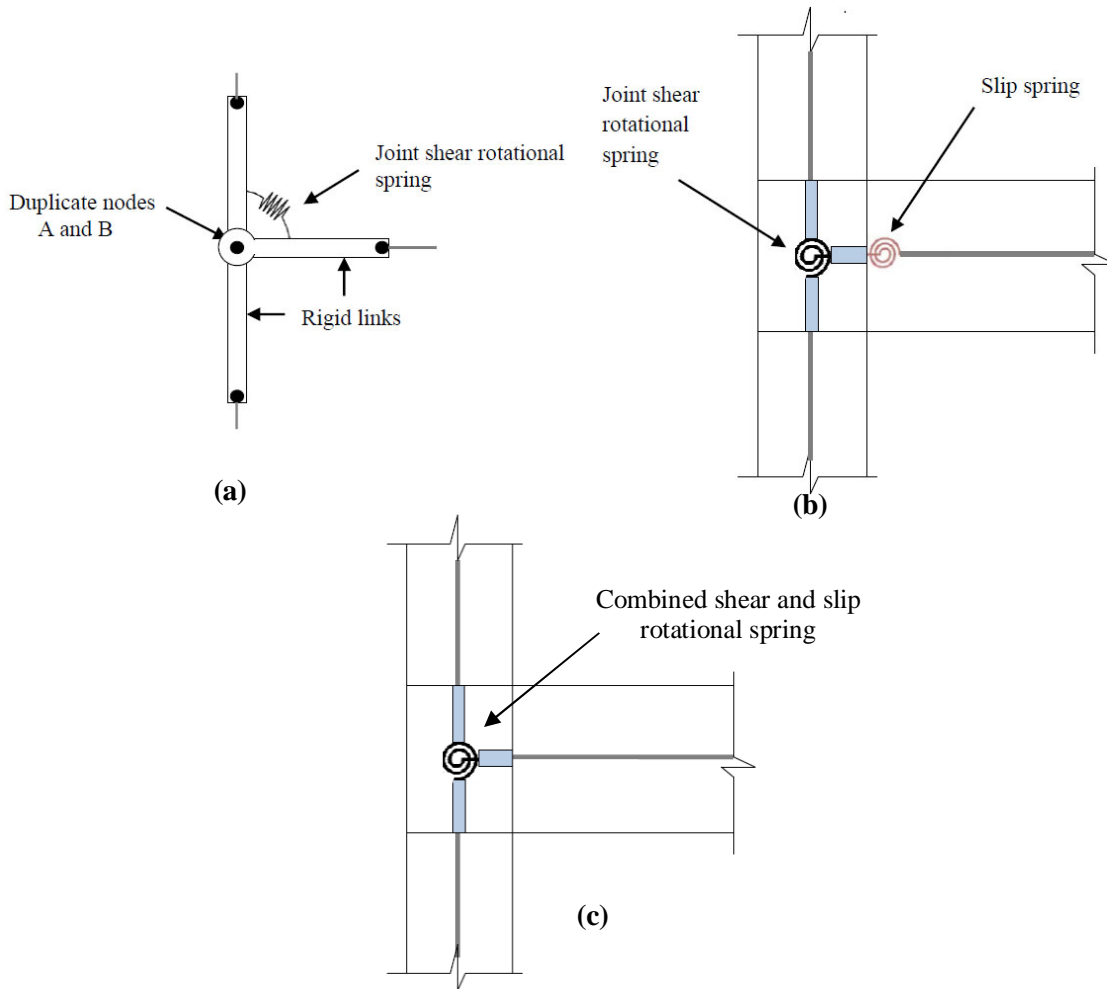 Joint shear rotational
spring
Duplicate nodes
A and B
Rigid links
(a)
Joint shear
rotational
spring
Slip spring
(b)
Combined shear and slip
rotational spring
(c)